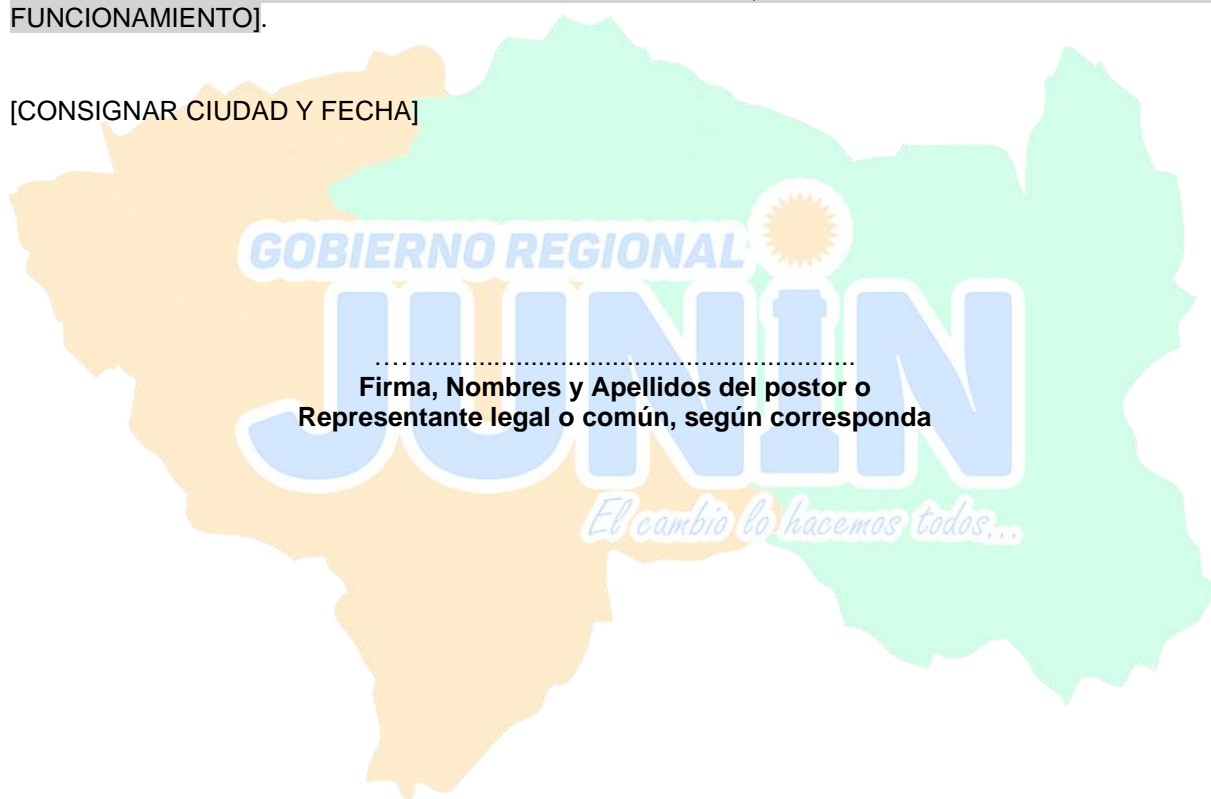 FUNCIONAMIENTO].
[CONSIGNAR CIUDAD Y FECHA]
GOBIERNO REGIONAL
JUNÍN
…..............................................................
Firma, Nombres y Apellidos del postor o
Representante legal o común, según corresponda
El cambio lo hacemos todos...